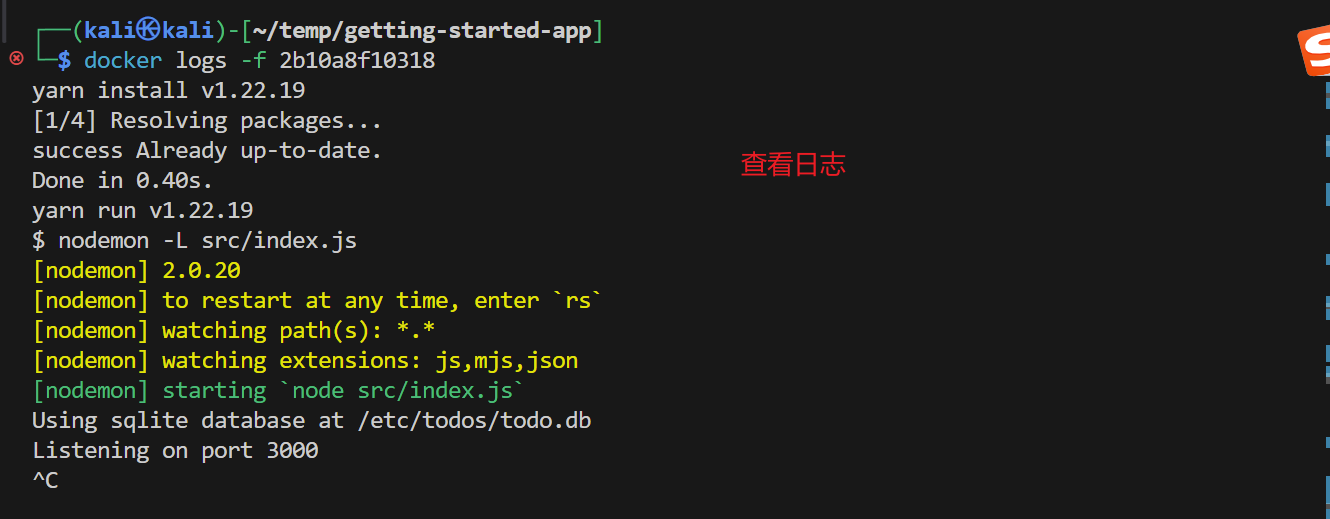 ┌──(kali㉿kali)-[~/temp/getting-started-app]
└─$ docker logs -f 2b10a8f10318
yarn install v1.22.19
[1/4] Resolving packages...
success Already up-to-date.
查看日志
Done in 0.40s.
yarn run v1.22.19
$ nodemon -L src/index.js
[nodemon] 2.0.20
[nodemon] to restart at any time, enter `rs`
[nodemon] watching path(s): *.*
[nodemon] watching extensions: js,mjs,json
[nodemon] starting `node src/index.js`
Using sqlite database at /etc/todos/todo.db
Listening on port 3000
^C